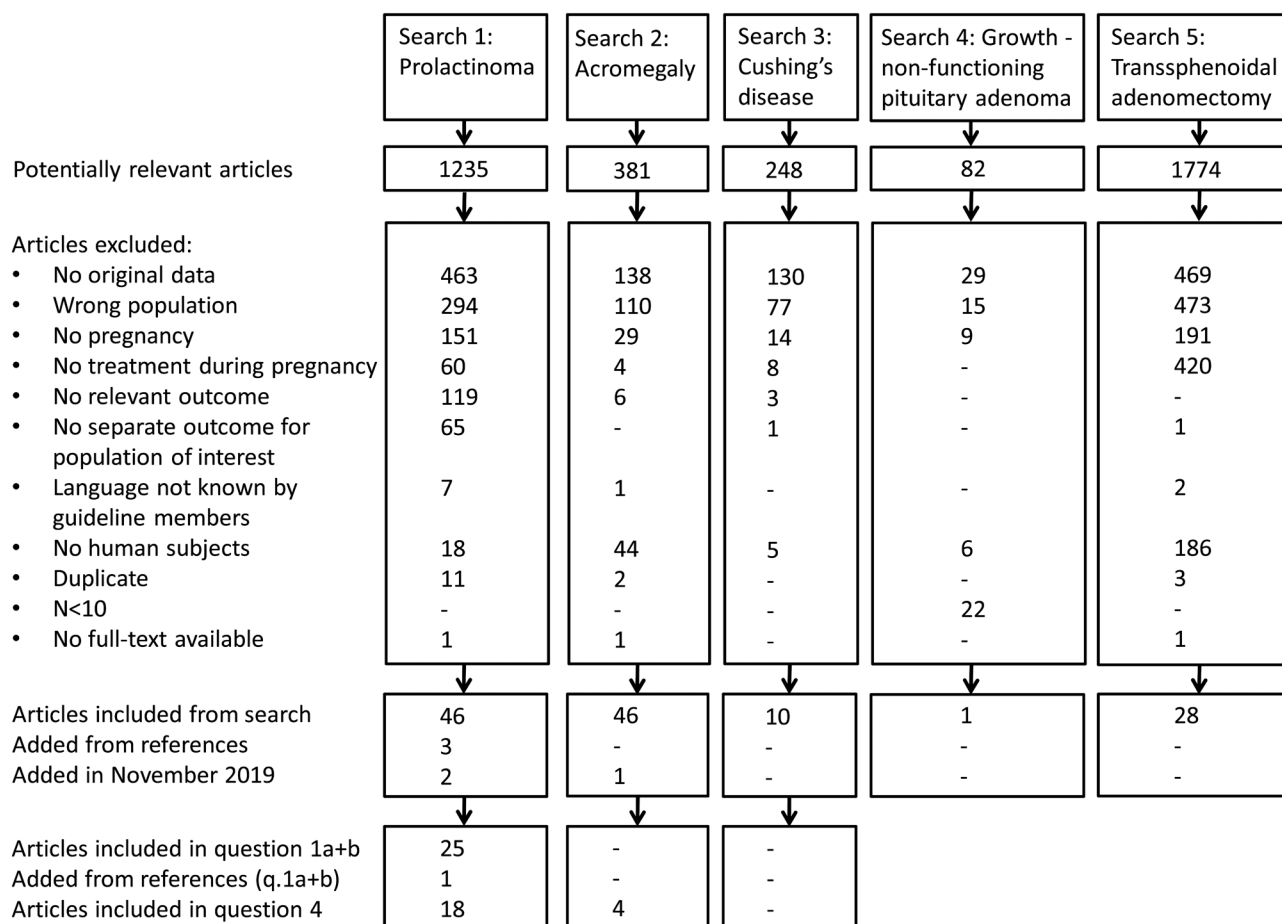 Search 1: Prolactinoma
Search 2: Acromegaly
Search 3: Cushing's disease
Search 4: Growth - non-functioning pituitary adenoma
Search 5: Transsphenoidal adenomectomy
Potentially relevant articles 1235 381 248 82 1774
Articles excluded:
• No original data 463 138 130 29 469
• Wrong population 294 110 77 15 473
• No pregnancy 151 29 14 9 191
• No treatment during pregnancy 60 4 8 - 420
• No relevant outcome 119 6 3 - -
• No separate outcome for 65 - 1 - 1
population of interest
• Language not known by 7 1 - - 2
guideline members
• No human subjects 18 44 5 6 186
• Duplicate 11 2 - - 3
• N<10 - - - 22 -
• No full-text available 1 1 - - 1
Articles included from search 46 46 10 1 28
Added from references 3 - - - -
Added in November 2019 2 1 - - -
Articles included in question 1a+b 25 - -
Added from references (q.1a+b) 1 - -
Articles included in question 4 18 4 -